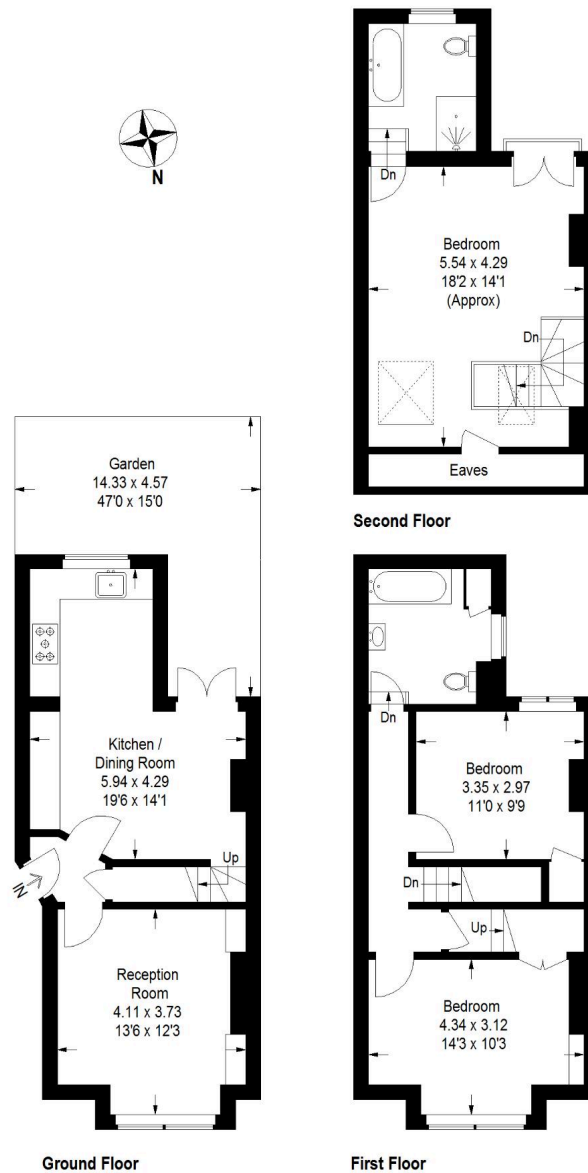 N
Dn
Bedroom
5.54 x 4.29
18'2 x 14'1
(Approx)
Dn
Eaves
Second Floor
Garden
14.33 x 4.57
47'0 x 15'0
Kitchen /
Dining Room
5.94 x 4.29
19'6 x 14'1
Up
IN
Reception
Room
4.11 x 3.73
13'6 x 12'3
Ground Floor
Dn
Bedroom
3.35 x 2.97
11'0 x 9'9
Dn
Up
Bedroom
4.34 x 3.12
14'3 x 10'3
First Floor